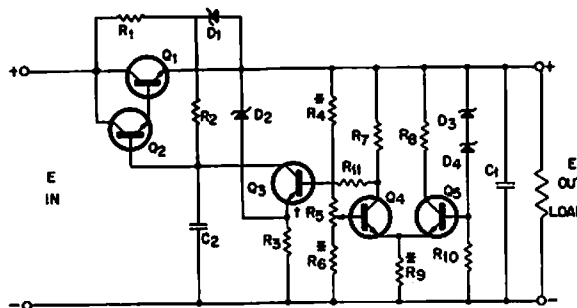 R1
D1
Q1
+
+
Q2
R2
D2
*
R4
R7
R8
D3
D4
E
IN
R11
Q3
Q4
Q5
C1
E
OUT
LOAD
t
R5
C2
R3
*
R6
*
R9
R10
−
−